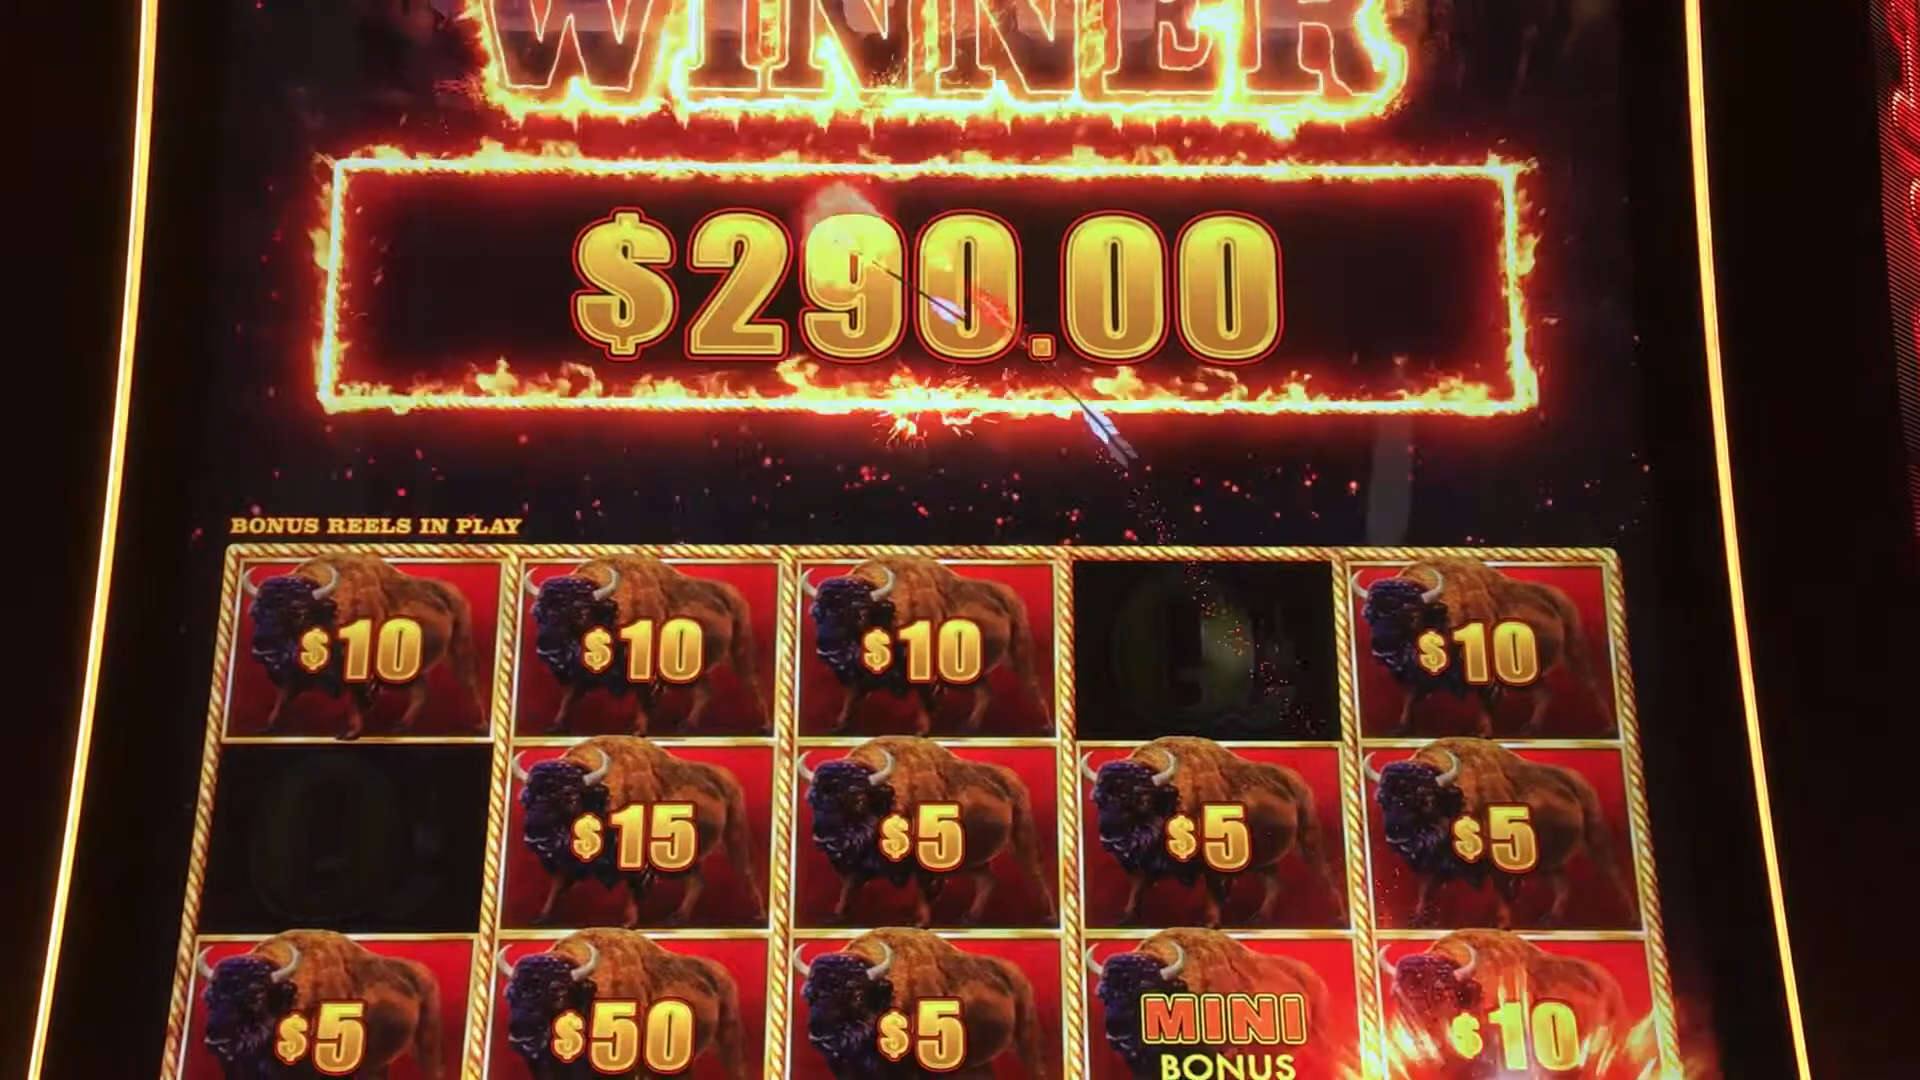 WINNER
$290.00
BONUS REELS IN PLAY
$10 $10 $10 $10
$15 $5 $5 $5
$5 $50 $5 MINI BONUS $10